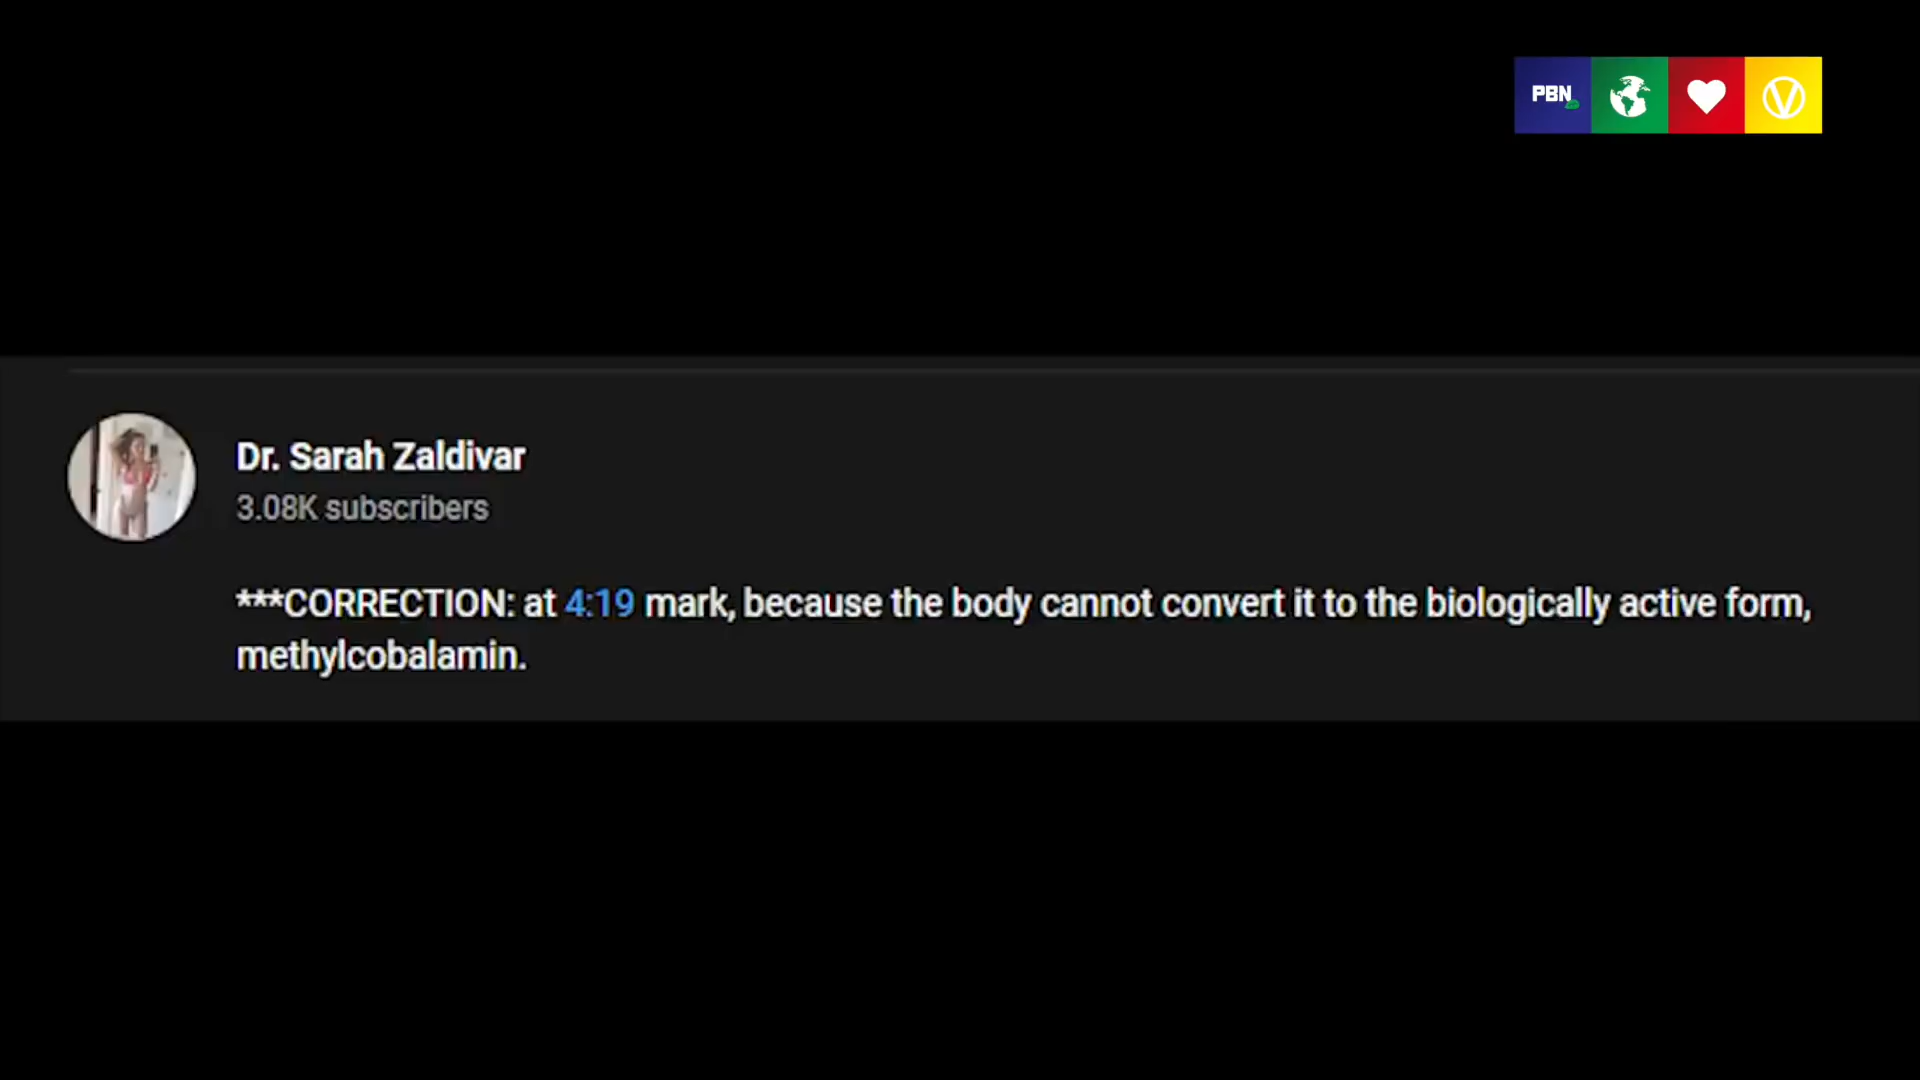 PBN
Dr. Sarah Zaldivar
3.08K subscribers
***CORRECTION: at 4:19 mark, because the body cannot convert it to the biologically active form,
methylcobalamin.